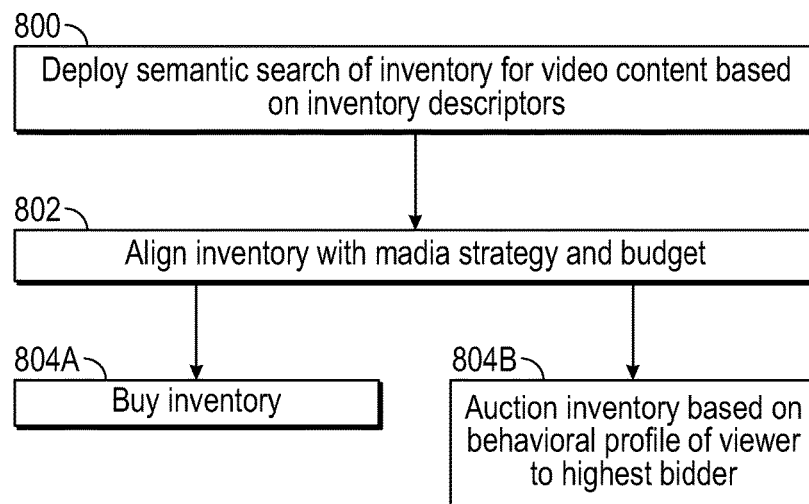 800
Deploy semantic search of inventory for video content based
on inventory descriptors
802
Align inventory with madia strategy and budget
804A
Buy inventory
804B
Auction inventory based on
behavioral profile of viewer
to highest bidder